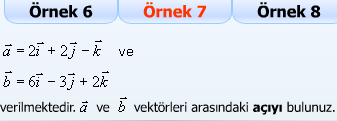 Örnek 6 Örnek 7 Örnek 8
a⃗ = 2i⃗ + 2j⃗ − k⃗ ve
b⃗ = 6i⃗ − 3j⃗ + 2k⃗
verilmektedir. a⃗ ve b⃗ vektörleri arasındaki açıyı bulunuz.